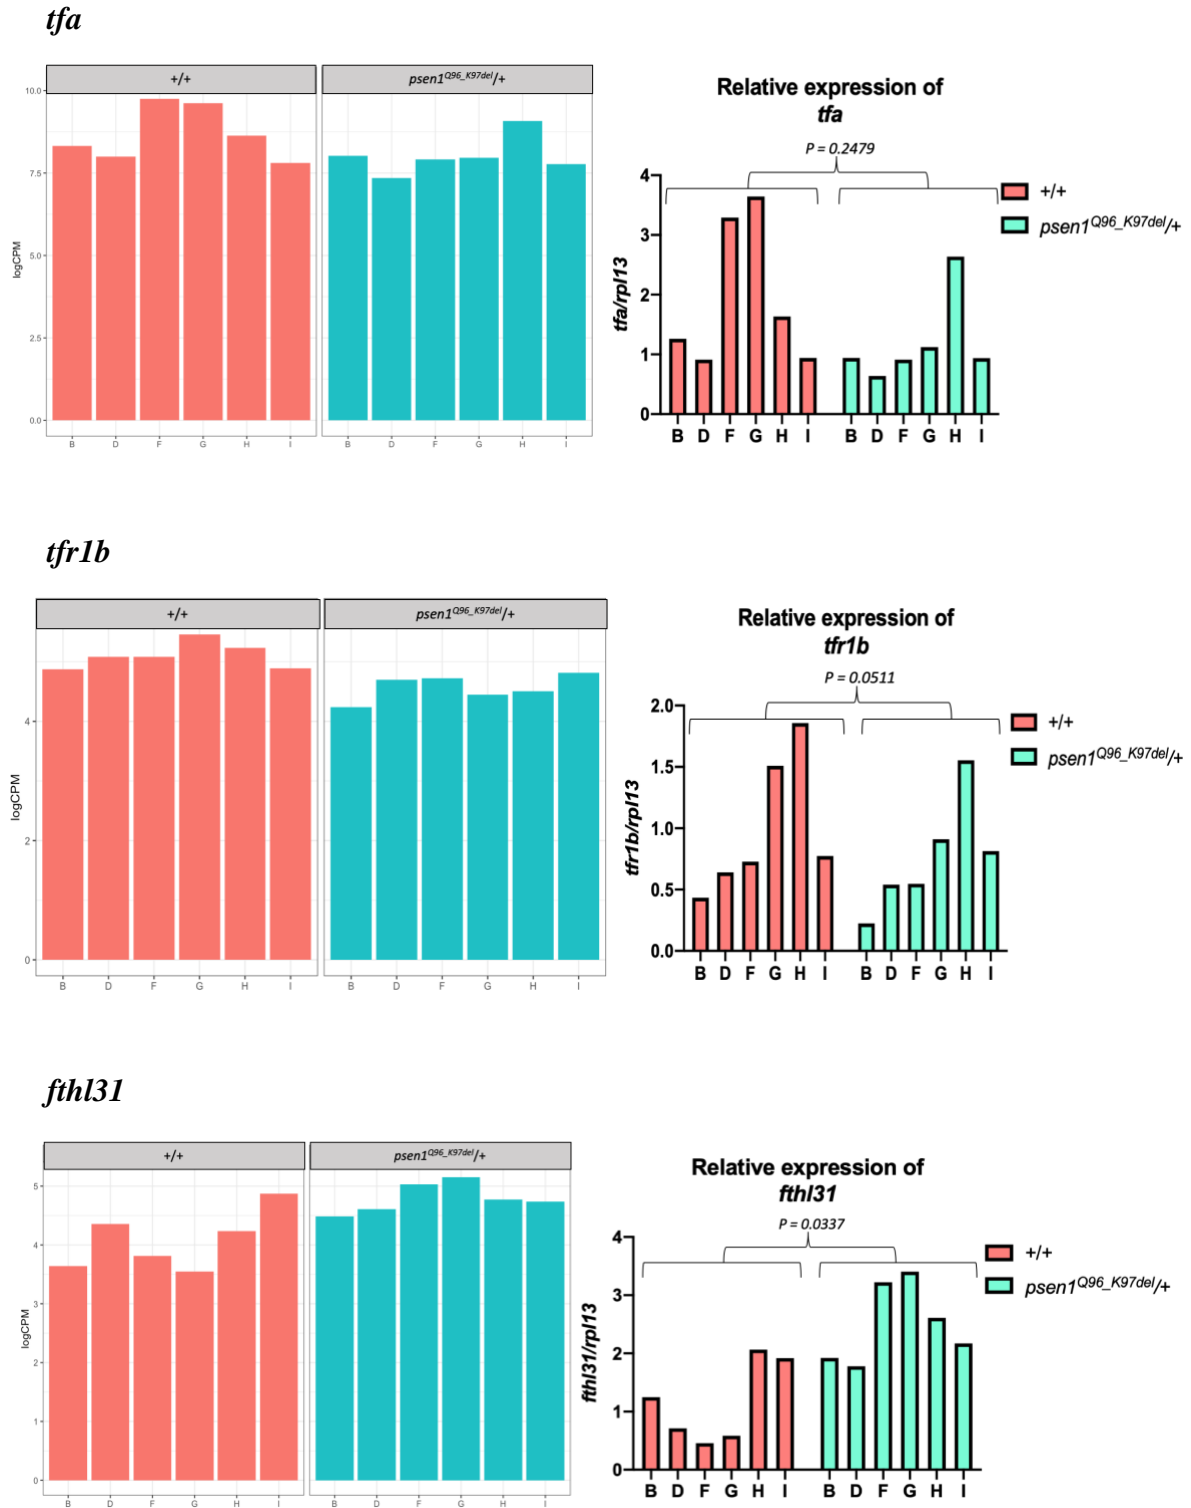 tfa
+/+
psen1Q96_K97del/+
10.0
7.5
5.0
2.5
0.0
logCPM
B D F G H I
B D F G H I
Relative expression of
tfa
P = 0.2479
4
3
2
1
0
tfa/rpl13
B D F G H I B D F G H I
+/+
psen1Q96_K97del/+
tfr1b
+/+
psen1Q96_K97del/+
4
2
0
logCPM
B D F G H I
B D F G H I
Relative expression of
tfr1b
P = 0.0511
2.0
1.5
1.0
0.5
0.0
tfr1b/rpl13
B D F G H I B D F G H I
+/+
psen1Q96_K97del/+
fthl31
+/+
psen1Q96_K97del/+
5
4
3
2
1
0
logCPM
B D F G H I
B D F G H I
Relative expression of
fthl31
P = 0.0337
4
3
2
1
0
fthl31/rpl13
B D F G H I B D F G H I
+/+
psen1Q96_K97del/+